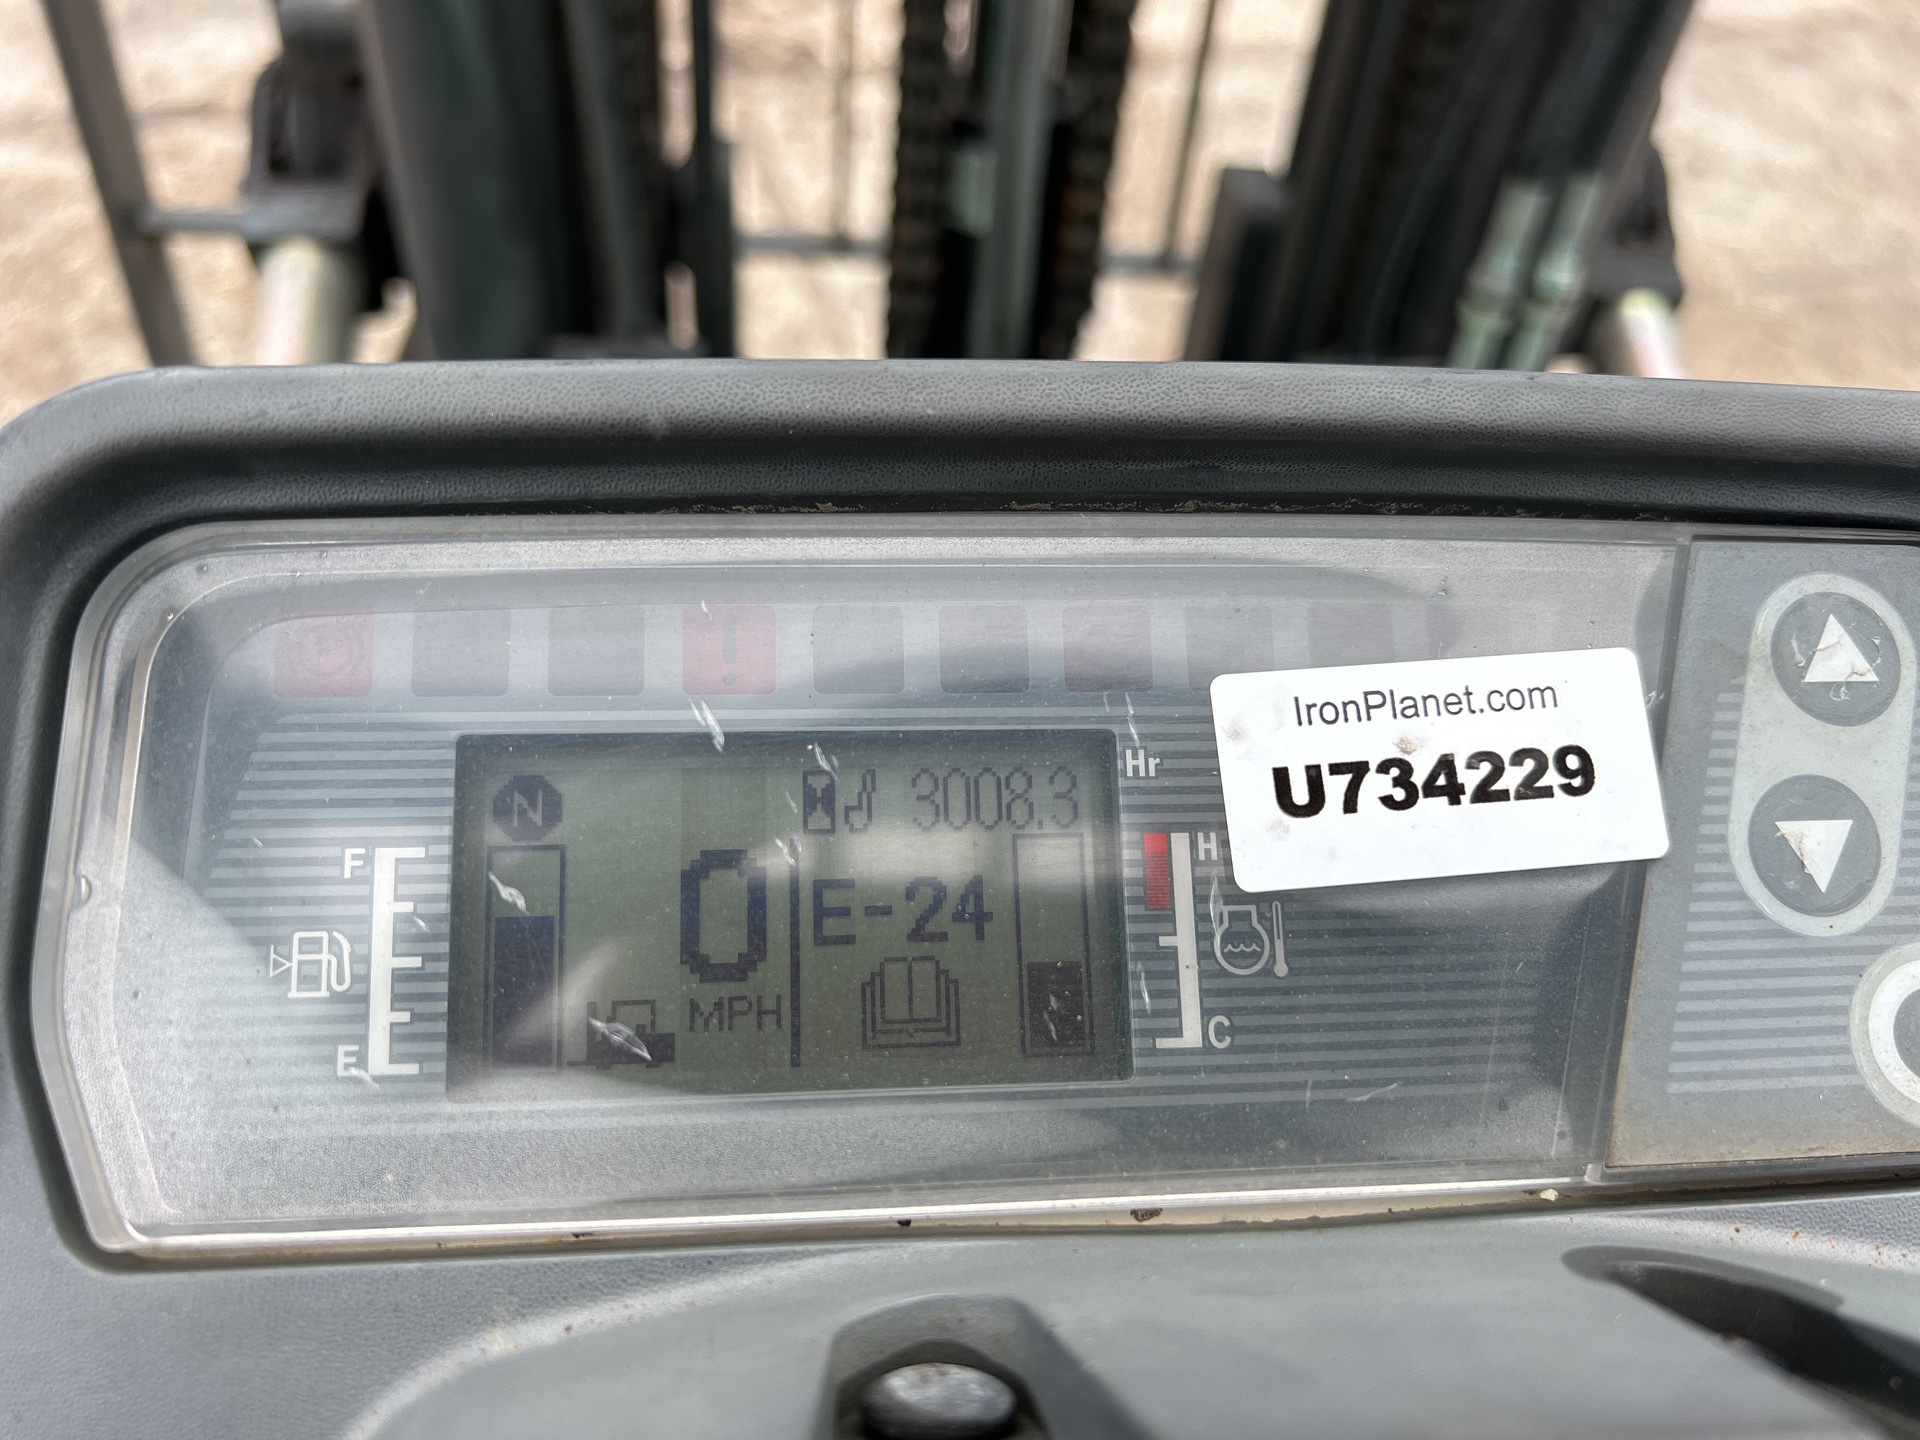 IronPlanet.com
U734229
N
3008.3
Hr
F
0
E-24
H
MPH
E
C